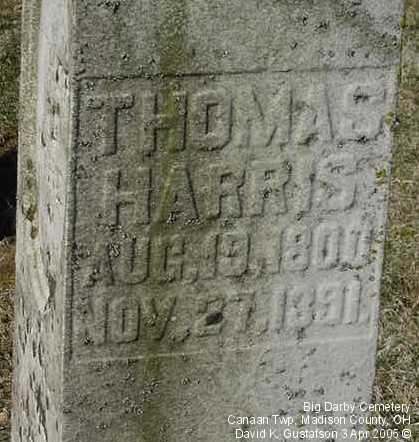 THOMAS
HARRIS
AUG. 19, 1800
NOV. 27, 1891.
Big Darby Cemetery
Canaan Twp, Madison County, OH
David K. Gustafson 3 Apr 2005 ©